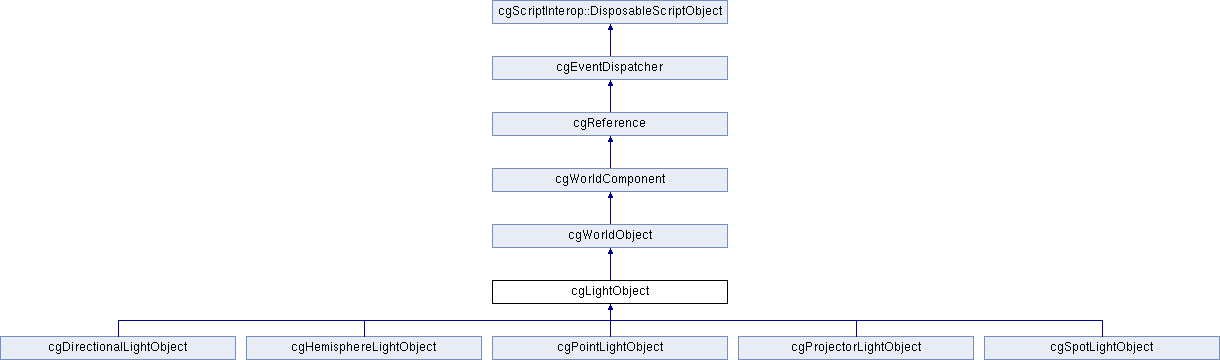 cgScriptInterop::DisposableScriptObject
cgEventDispatcher
cgReference
cgWorldComponent
cgWorldObject
cgLightObject
cgDirectionalLightObject
cgHemisphereLightObject
cgPointLightObject
cgProjectorLightObject
cgSpotLightObject